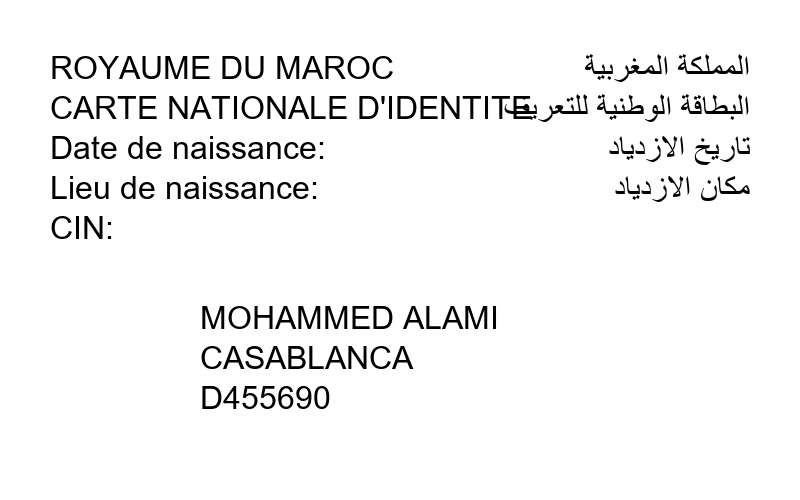 ROYAUME DU MAROC المملكة المغربية
CARTE NATIONALE D'IDENTITE البطاقة الوطنية للتعريف
Date de naissance: تاريخ الازدياد
Lieu de naissance: مكان الازدياد
CIN:
MOHAMMED ALAMI
CASABLANCA
D455690